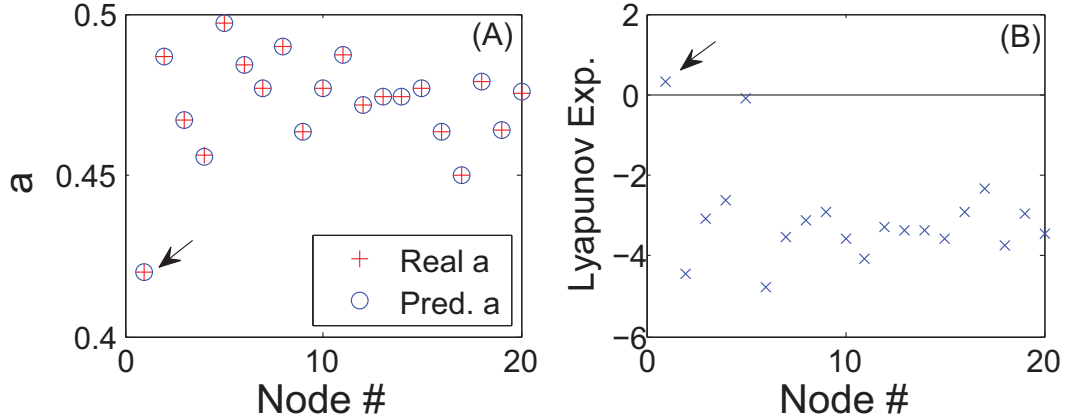 (A)
0.5
0.45
0.4
a
Real a
Pred. a
0
10
20
Node #
(B)
2
0
−2
−4
−6
Lyapunov Exp.
0
10
20
Node #